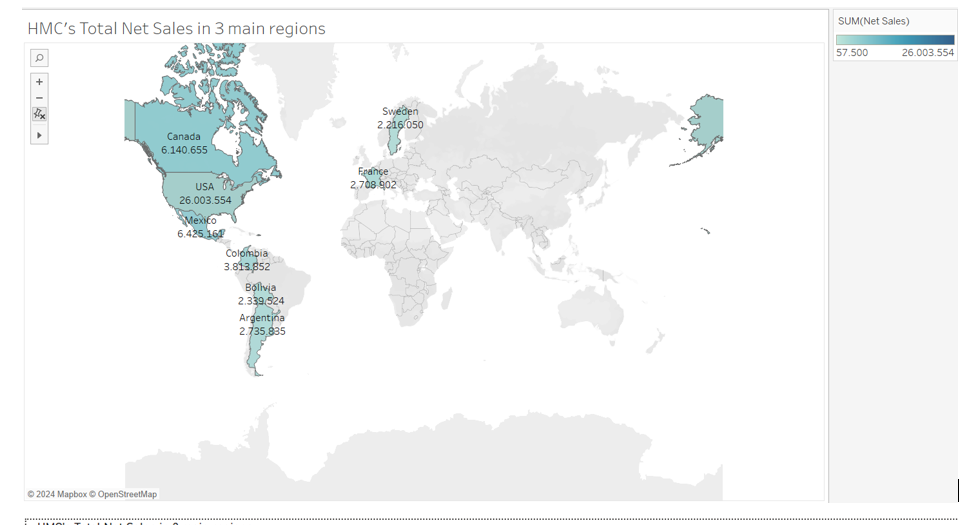 HMC's Total Net Sales in 3 main regions
SUM(Net Sales)
57.500 26.003.554
Sweden
2.216.050
Canada
6.140.655
France
2.708.902
USA
26.003.554
Mexico
6.425.161
Colombia
3.813.852
Bolivia
2.339.524
Argentina
2.735.835
© 2024 Mapbox © OpenStreetMap